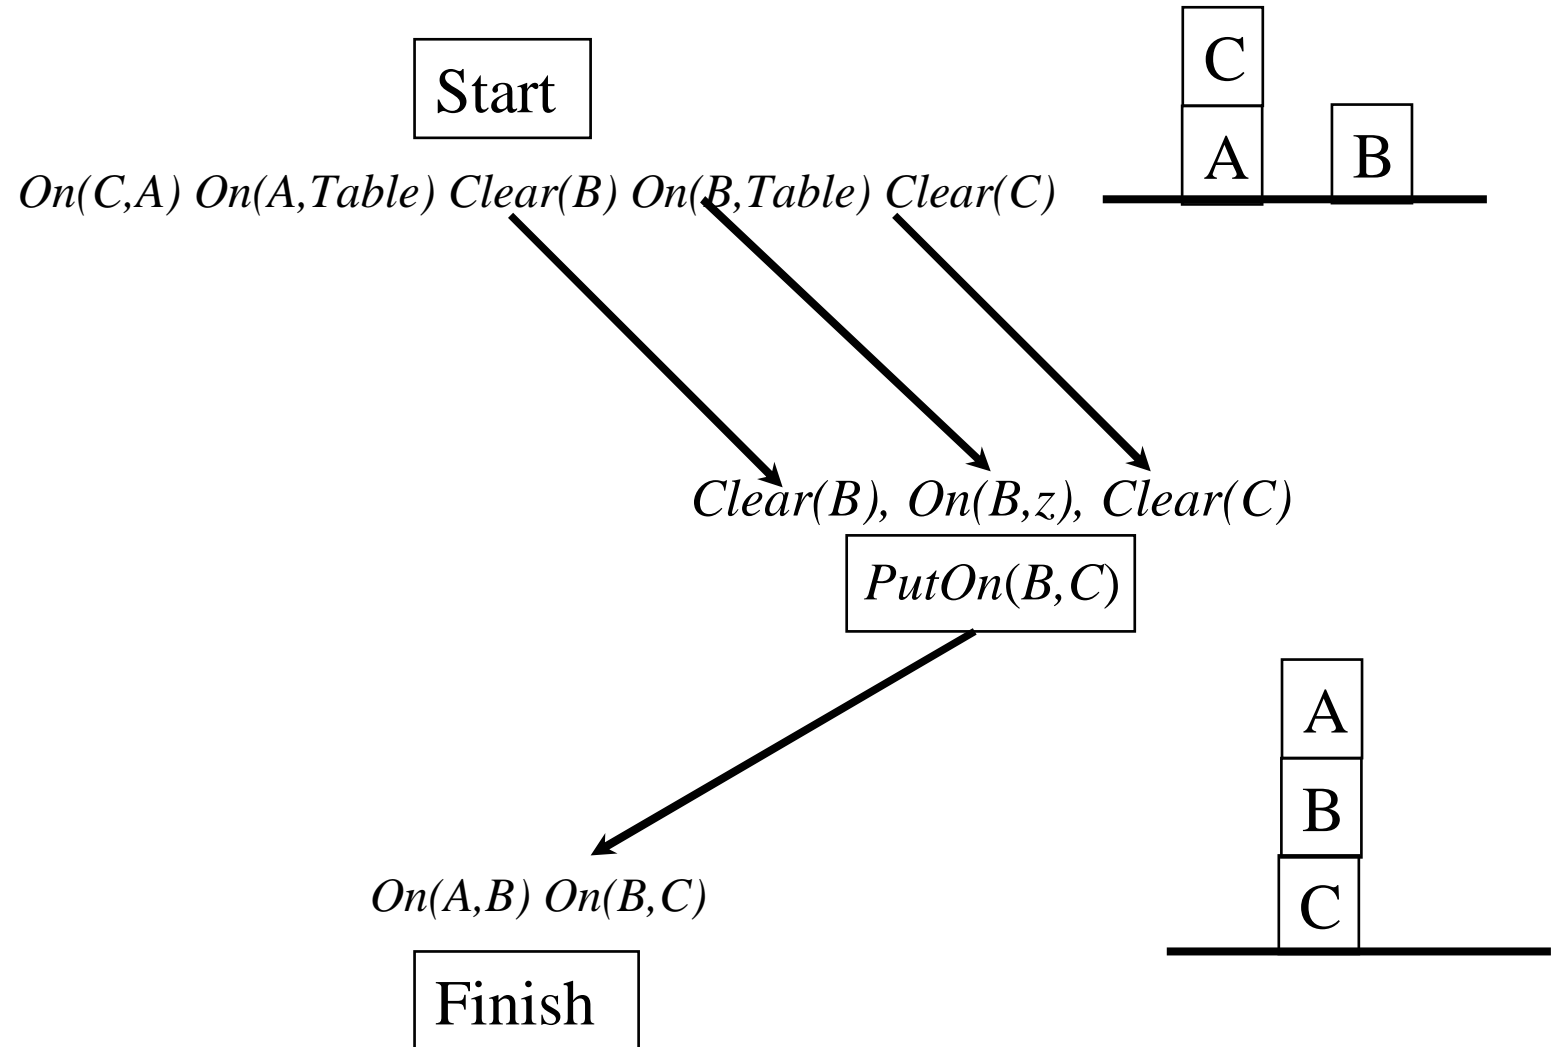 C
Start
A
B
On(C,A) On(A,Table) Clear(B) On(B,Table) Clear(C)
Clear(B), On(B,z), Clear(C)
PutOn(B,C)
A
B
C
On(A,B) On(B,C)
Finish